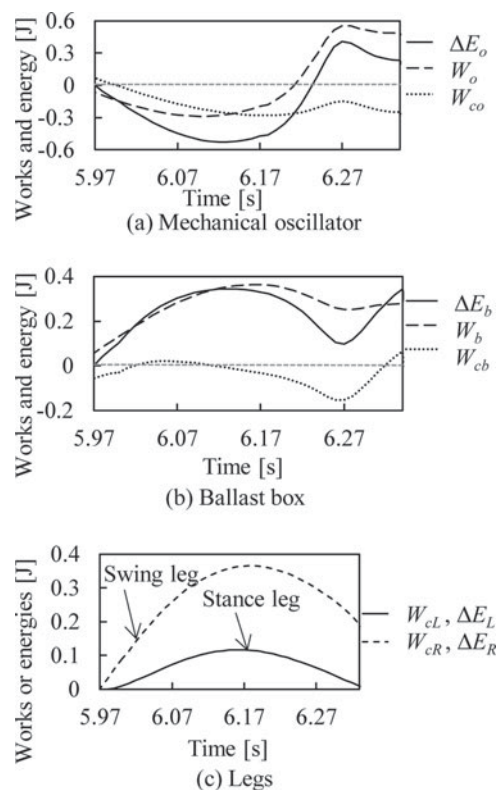 Works and energy [J]
0.6
0.3
0
-0.3
-0.6
5.97 6.07 6.17 6.27
Time [s]
ΔE_o
W_o
W_co
(a) Mechanical oscillator
Works and energy [J]
0.4
0.2
0
-0.2
5.97 6.07 6.17 6.27
Time [s]
ΔE_b
W_b
W_cb
(b) Ballast box
Works or energies [J]
0.4
0.3
0.2
0.1
0
Swing leg
Stance leg
5.97 6.07 6.17 6.27
Time [s]
W_cL, ΔE_L
W_cR, ΔE_R
(c) Legs